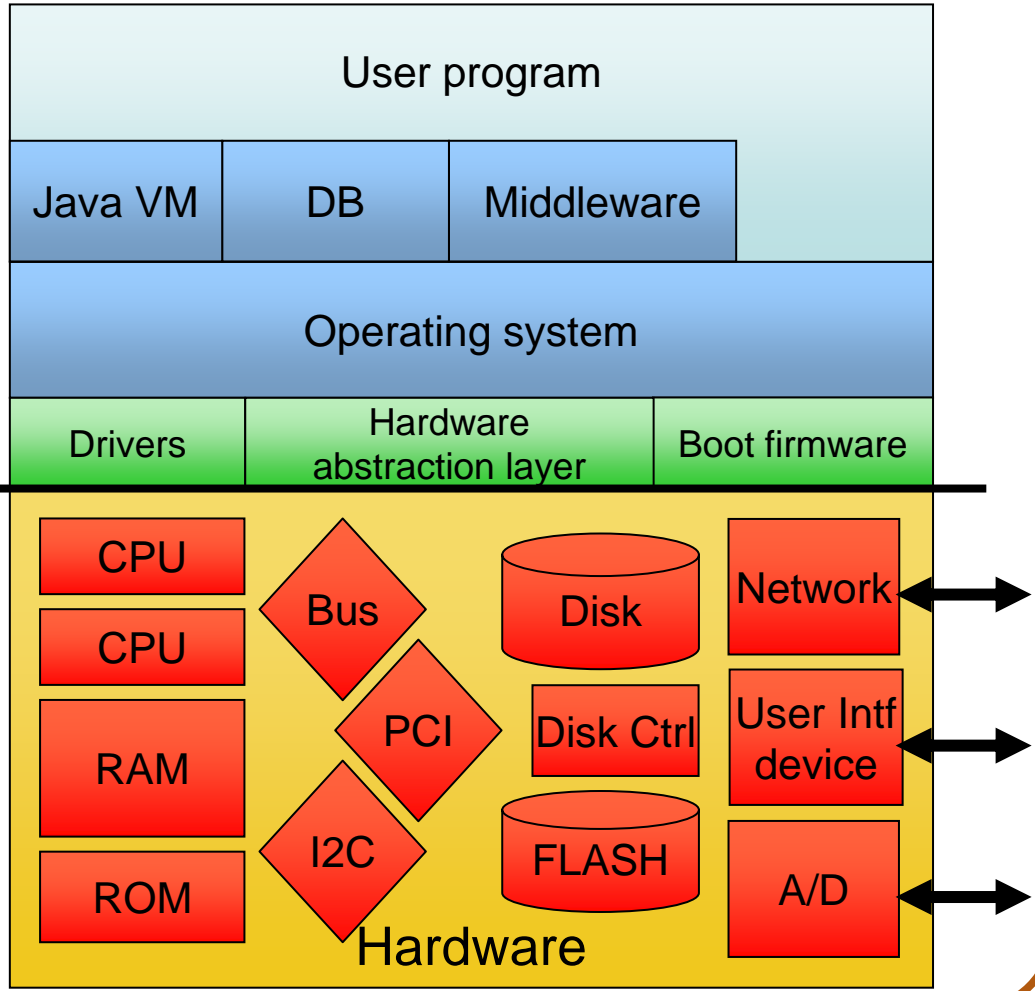 User program
Java VM
DB
Middleware
Operating system
Drivers
Hardware
abstraction layer
Boot firmware
CPU
CPU
RAM
ROM
Bus
PCI
I2C
Disk
Disk Ctrl
FLASH
Network
User Intf
device
A/D
Hardware